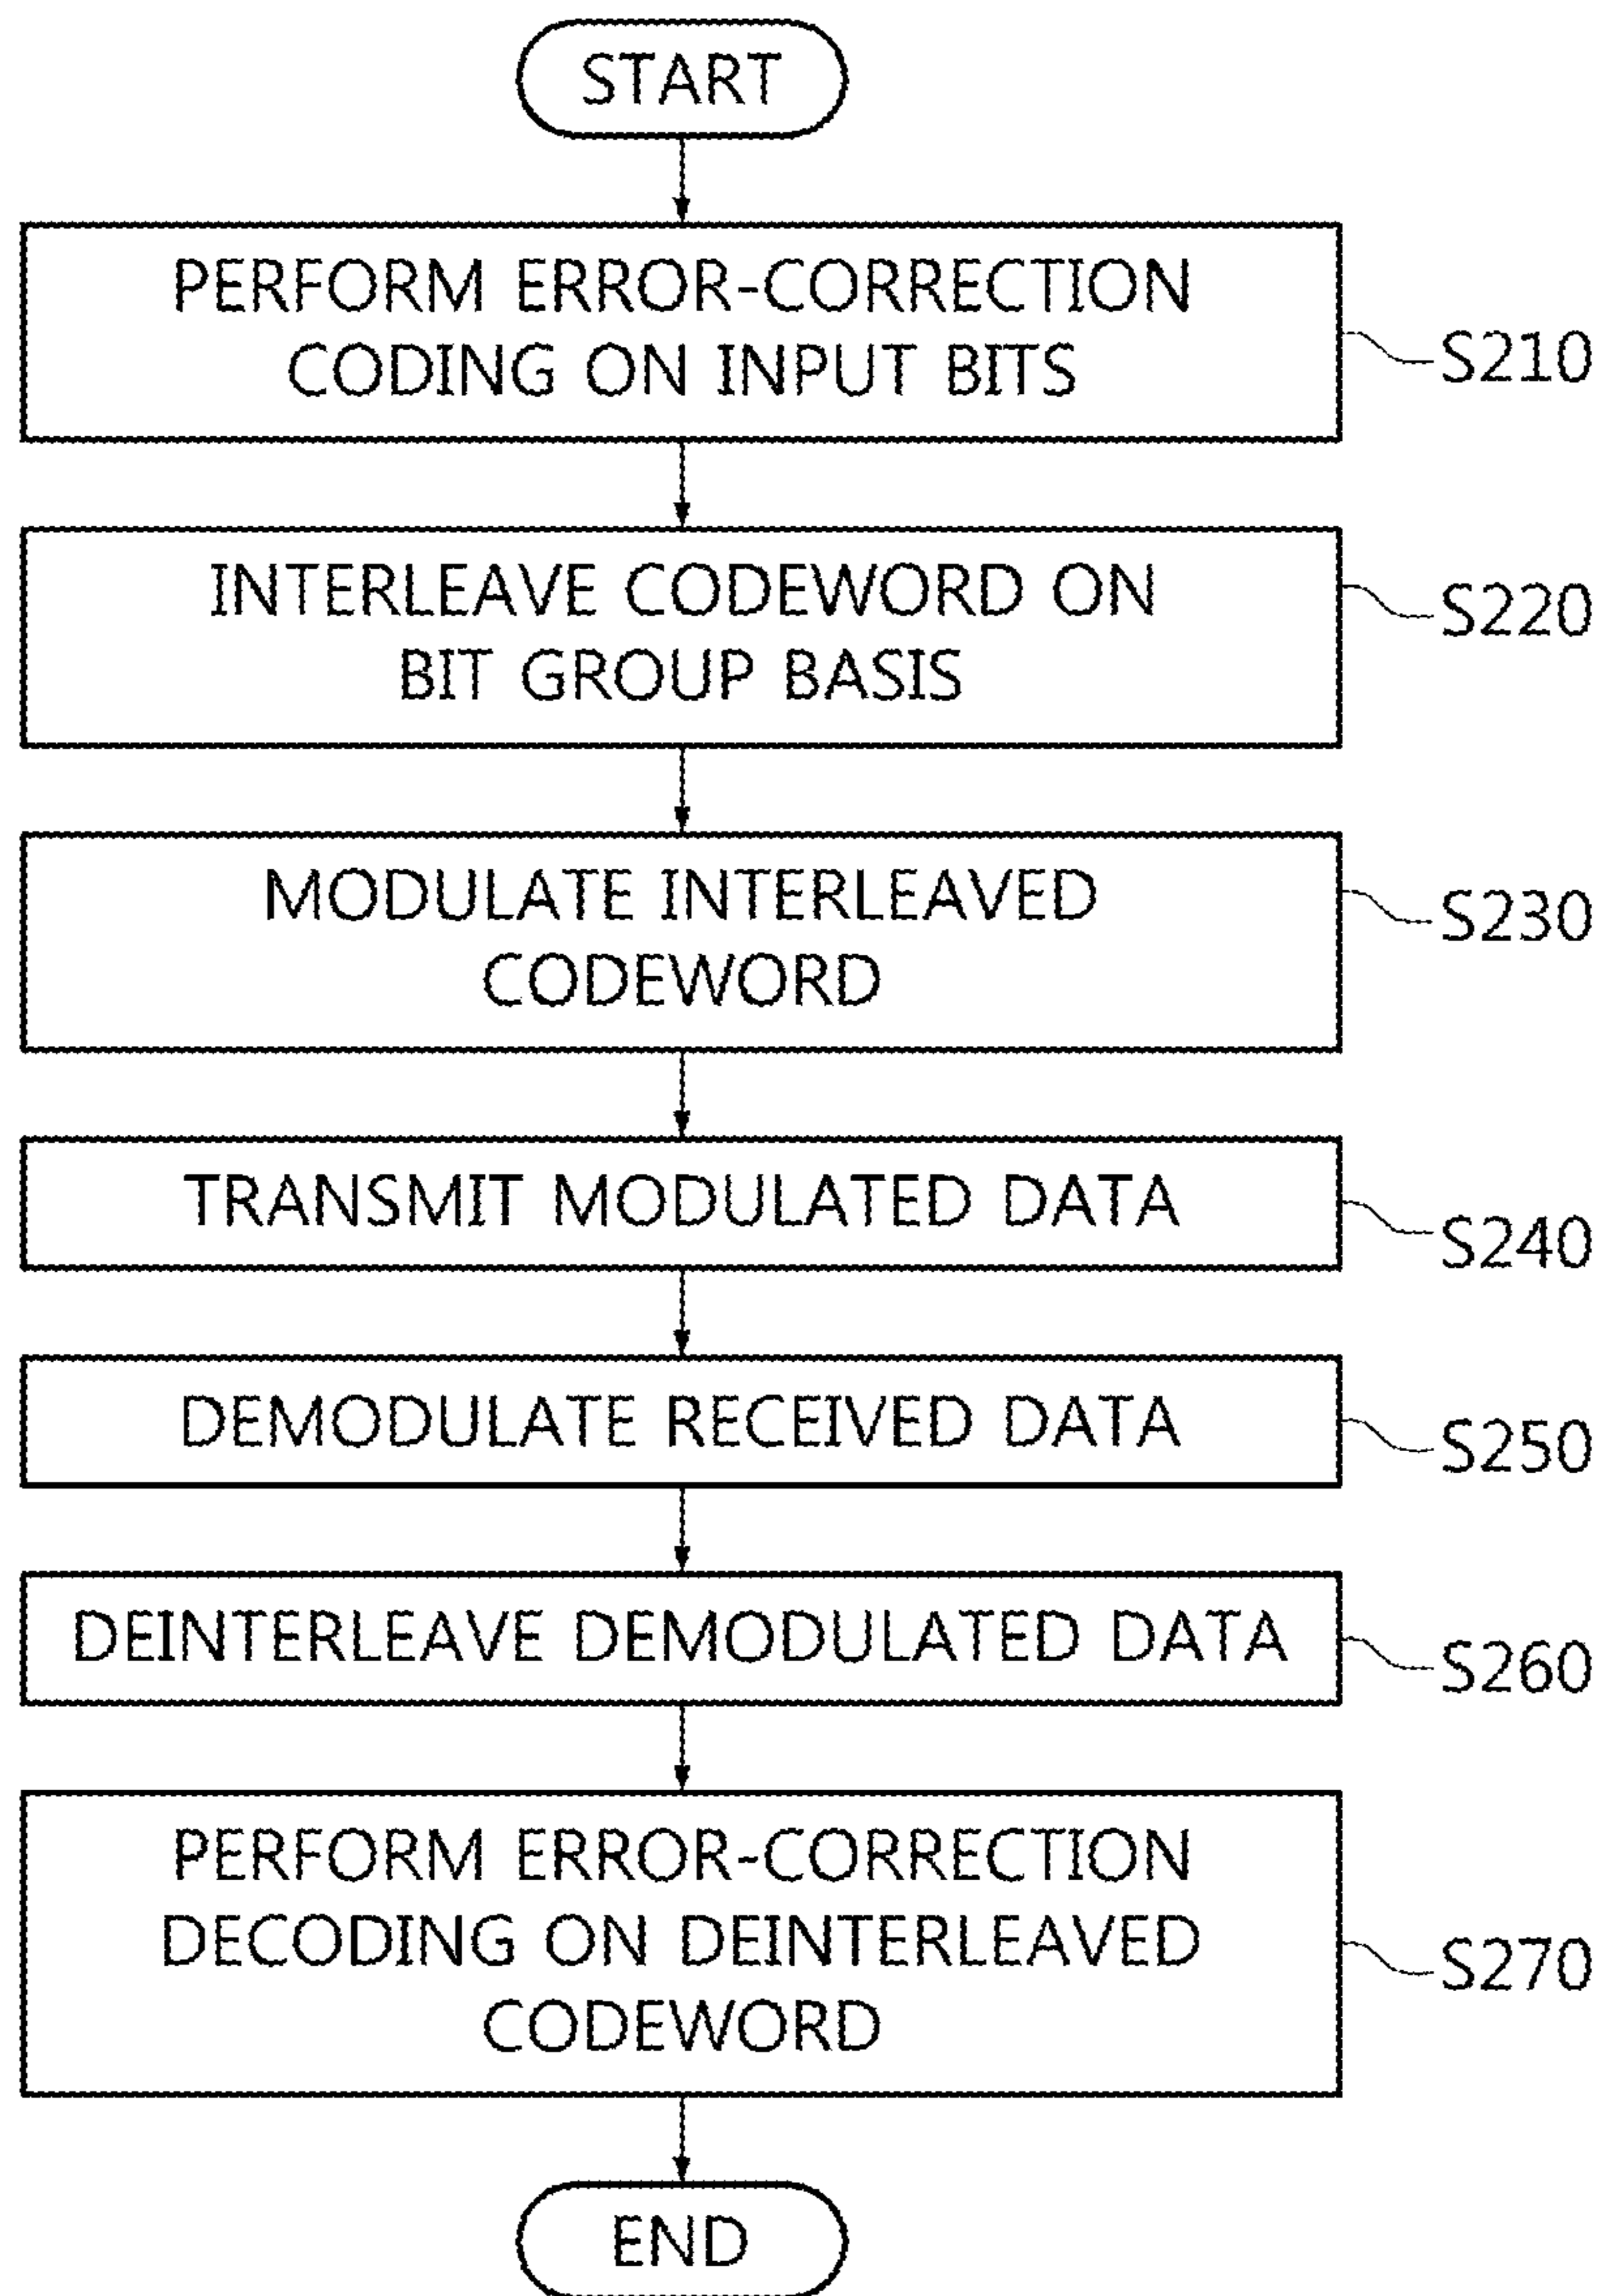 START
PERFORM ERROR-CORRECTION
CODING ON INPUT BITS
S210
INTERLEAVE CODEWORD ON
BIT GROUP BASIS
S220
MODULATE INTERLEAVED
CODEWORD
S230
TRANSMIT MODULATED DATA
S240
DEMODULATE RECEIVED DATA
S250
DEINTERLEAVE DEMODULATED DATA
S260
PERFORM ERROR-CORRECTION
DECODING ON DEINTERLEAVED
CODEWORD
S270
END